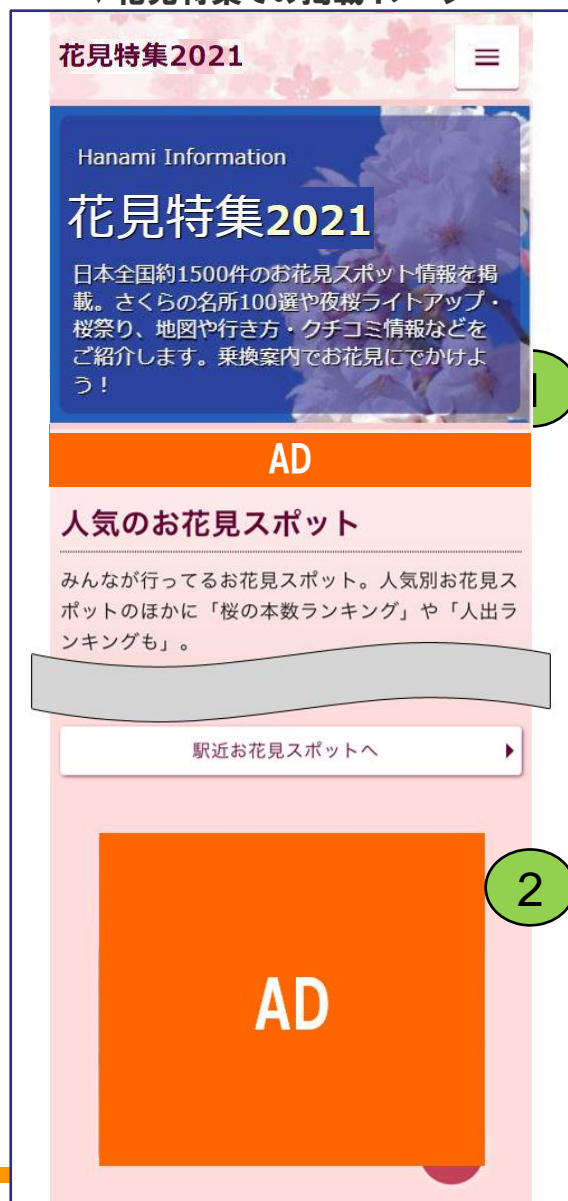 花見特集2021
Hanami Information
花見特集2021
日本全国約1500件のお花見スポット情報を掲
載。さくらの名所100選や夜桜ライトアップ・
桜祭り、地図や行き方・クチコミ情報などを
ご紹介します。乗換案内でお花見にでかけよ
う！
AD
人気のお花見スポット
みんなが行ってるお花見スポット。人気別お花見ス
ポットのほかに「桜の本数ランキング」や「人出ラ
ンキングも」。
駅近お花見スポットへ
2
AD